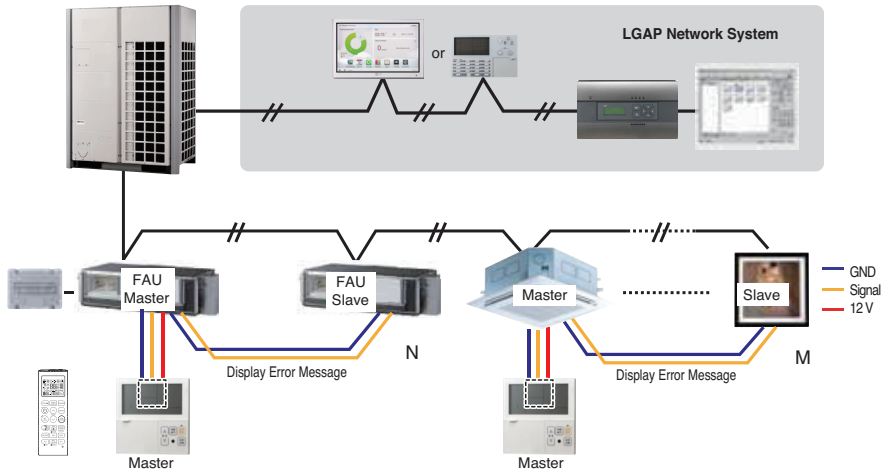 LGAP Network System
or
FAU
Master
FAU
Slave
Master
Slave
GND
Signal
12 V
N
M
Display Error Message
Display Error Message
Master
Master